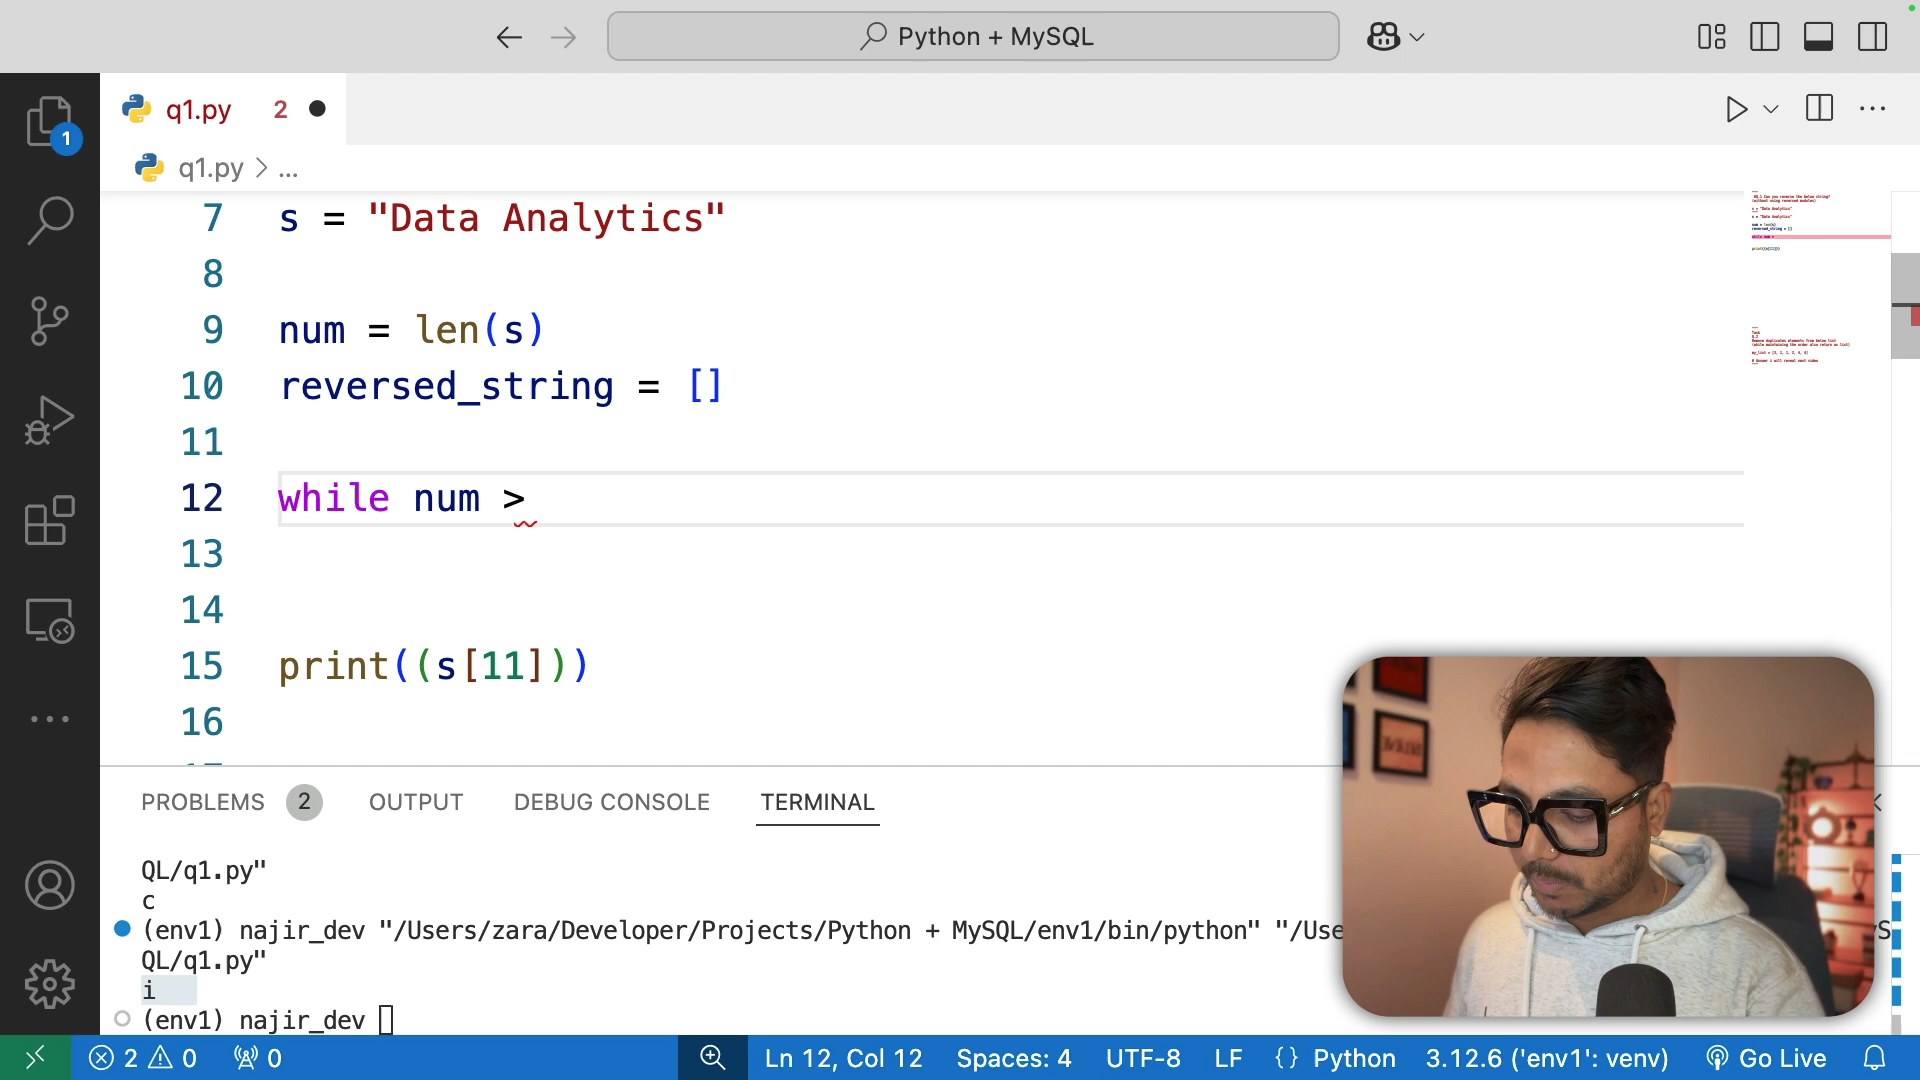 Python + MySQL
1
q1.py 2
q1.py > ...
7 s = "Data Analytics"
8
9 num = len(s)
10 reversed_string = []
11
12 while num >
13
14
15 print((s[11]))
16
PROBLEMS 2 OUTPUT DEBUG CONSOLE TERMINAL
QL/q1.py"
c
(env1) najir_dev "/Users/zara/Developer/Projects/Python + MySQL/env1/bin/python" "/Use
QL/q1.py"
i
(env1) najir_dev
2 0 0 Ln 12, Col 12 Spaces: 4 UTF-8 LF {} Python 3.12.6 ('env1': venv) Go Live